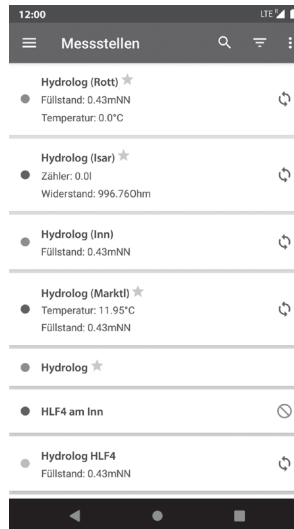 12:00 LTE
Messstellen
Hydrolog (Rott)
Füllstand: 0.43mNN
Temperatur: 0.0°C
Hydrolog (Isar)
Zähler: 0.0l
Widerstand: 996.76Ohm
Hydrolog (Inn)
Füllstand: 0.43mNN
Hydrolog (Marktl)
Temperatur: 11.95°C
Füllstand: 0.43mNN
Hydrolog
HLF4 am Inn
Hydrolog HLF4
Füllstand: 0.43mNN